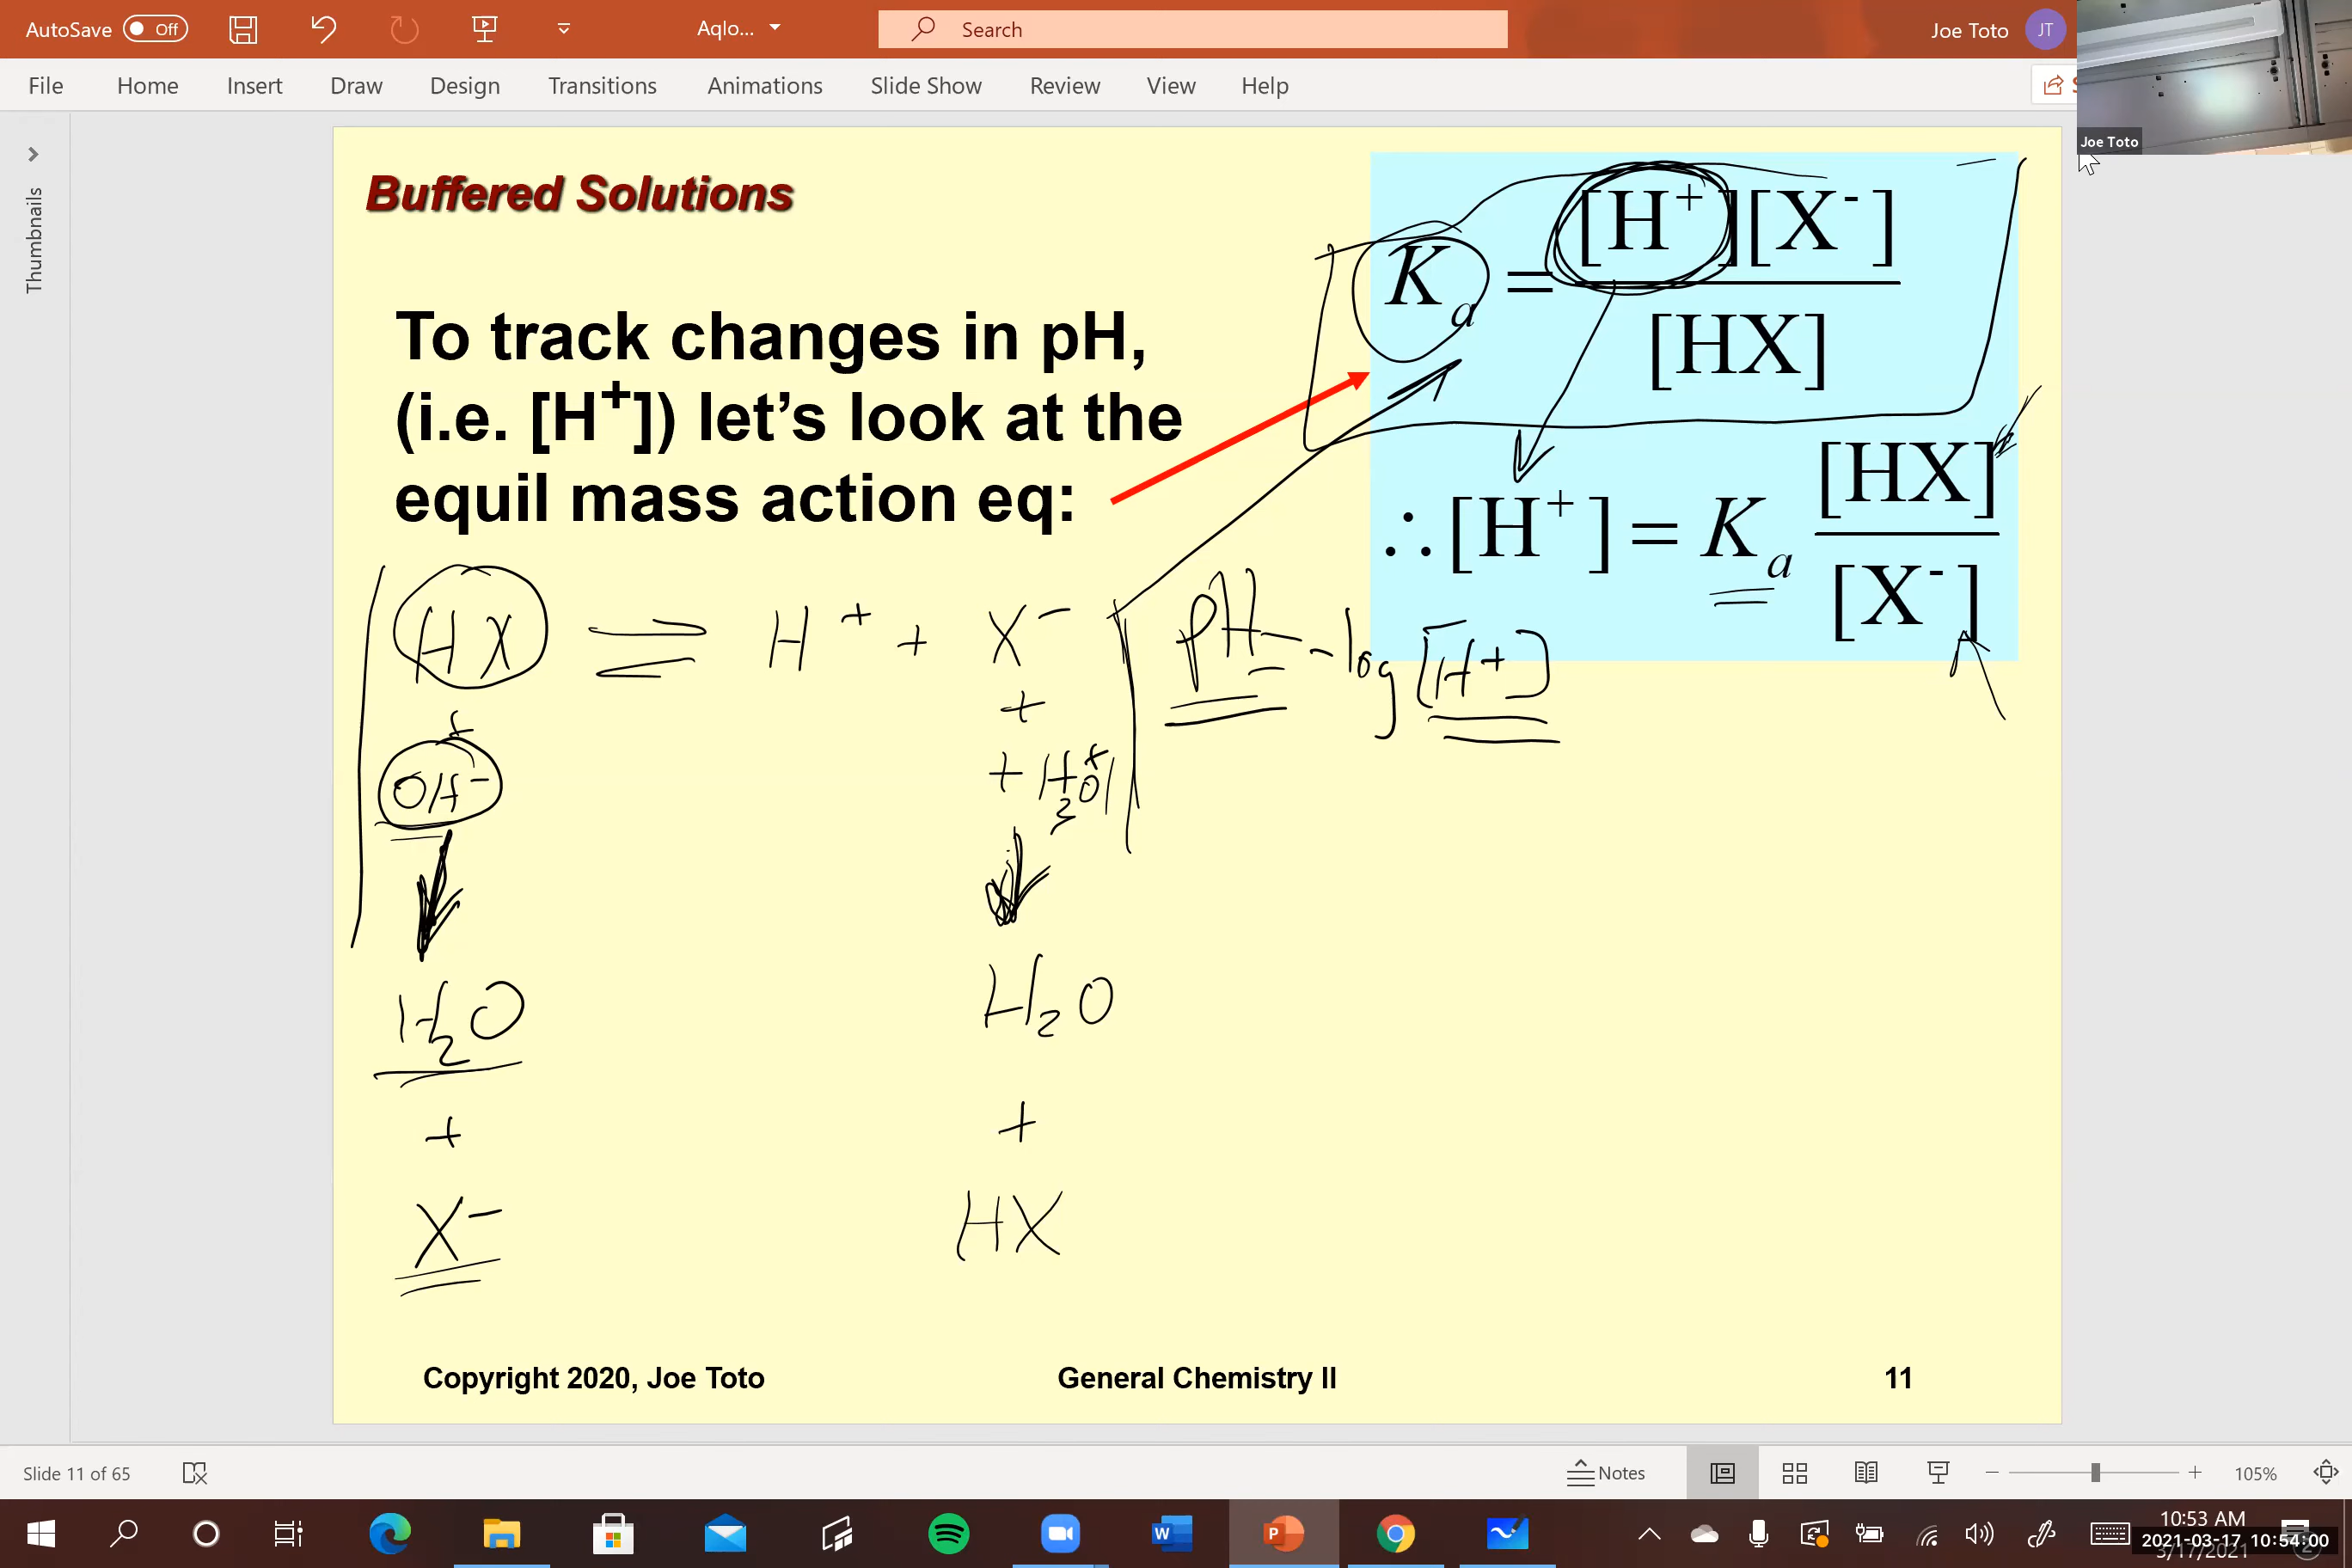 AutoSave Off Aqlo... Search Joe Toto JT
File Home Insert Draw Design Transitions Animations Slide Show Review View Help
Joe Toto
Thumbnails
Buffered Solutions
To track changes in pH,
(i.e. [H⁺]) let’s look at the
equil mass action eq:
Kₐ = [H⁺][X⁻] / [HX]
∴ [H⁺] = Kₐ [HX] / [X⁻]
HX ⇌ H⁺ + X⁻
pH = -log [H⁺]
+ +
OH⁻ + H₃O⁺
H₂O H₂O
+ +
X⁻ HX
Copyright 2020, Joe Toto General Chemistry II 11
Slide 11 of 65 Notes 105%
W P
10:53 AM
2021-03-17, 10:54:00
3/17/2021